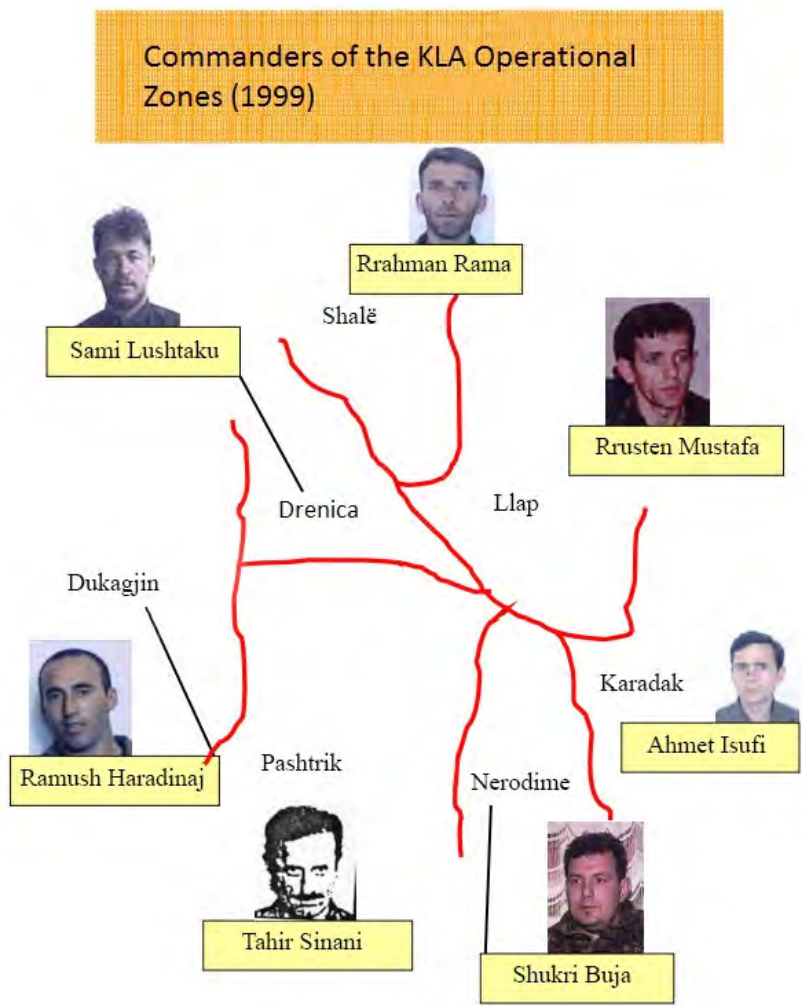 Commanders of the KLA Operational
Zones (1999)
Rrahman Rama
Shalë
Sami Lushtaku
Rrusten Mustafa
Llap
Drenica
Dukagjin
Karadak
Ahmet Isufi
Pashtrik
Ramush Haradinaj
Nerodime
Tahir Sinani
Shukri Buja